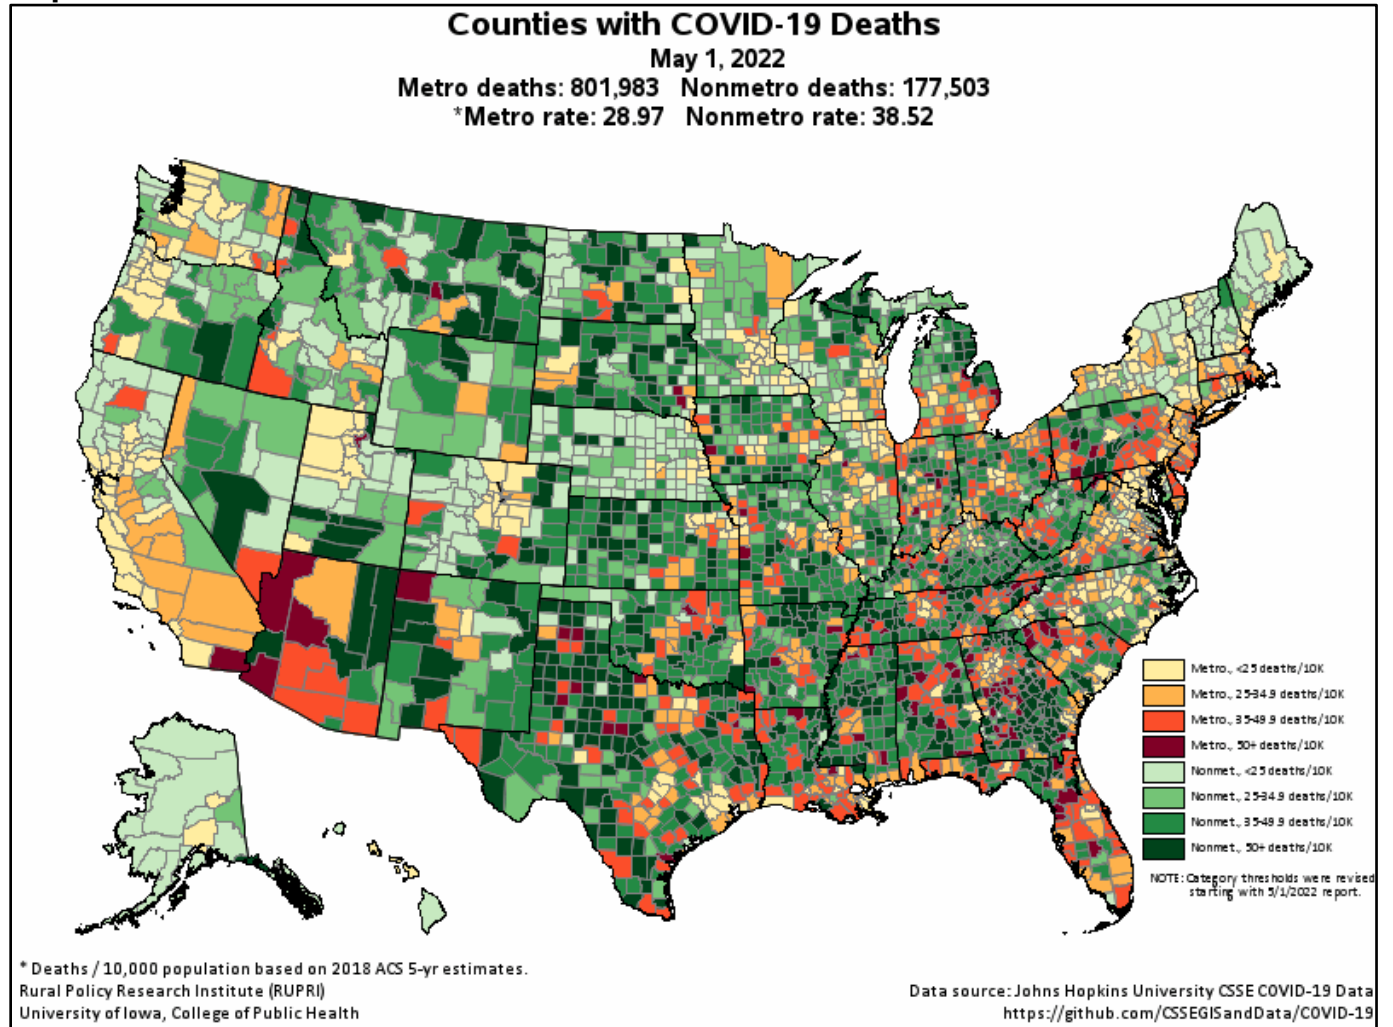 Counties with COVID-19 Deaths
May 1, 2022
Metro deaths: 801,983   Nonmetro deaths: 177,503
*Metro rate: 28.97   Nonmetro rate: 38.52
Metro., <25 deaths/10K
Metro., 25-34.9 deaths/10K
Metro., 35-49.9 deaths/10K
Metro., 50+ deaths/10K
Nonmet., <25 deaths/10K
Nonmet., 25-34.9 deaths/10K
Nonmet., 35-49.9 deaths/10K
Nonmet., 50+ deaths/10K
NOTE: Category thresholds were revised
starting with 5/1/2022 report.
* Deaths / 10,000 population based on 2018 ACS 5-yr estimates.
Rural Policy Research Institute (RUPRI)
University of Iowa, College of Public Health
Data source: Johns Hopkins University CSSE COVID-19 Data
https://github.com/CSSEGISandData/COVID-19